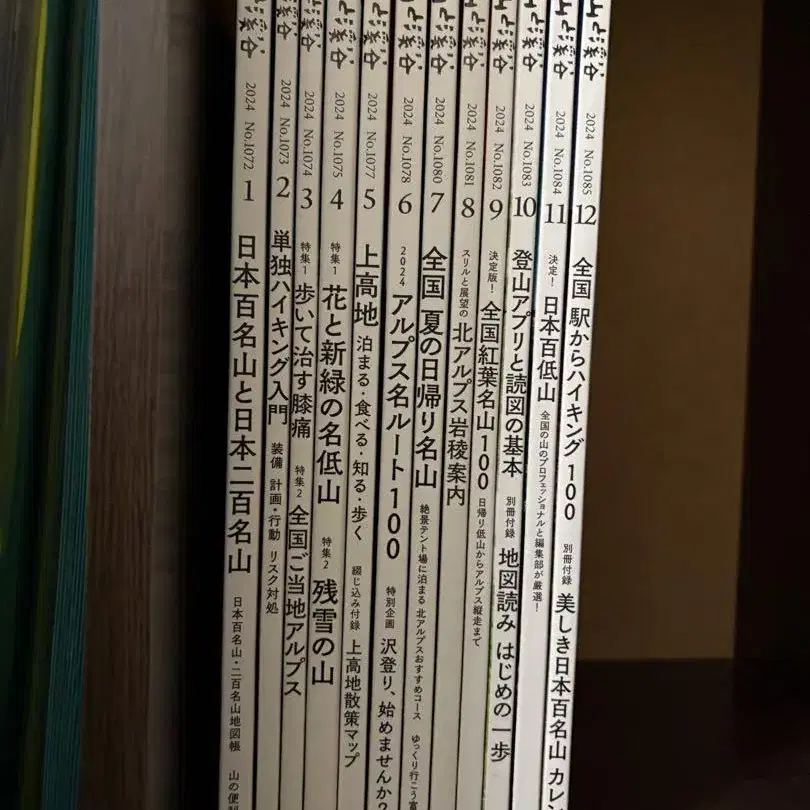 山と溪谷 2024 No.1072 1 日本百名山と日本二百名山 日本百名山・二百名山地図帳 山の便利
山と溪谷 2024 No.1073 2 単独ハイキング入門 装備 計画・行動 リスク対処
山と溪谷 2024 No.1074 3 特集1 歩いて治す膝痛 特集2 全国ご当地アルプス
山と溪谷 2024 No.1075 4 特集1 花と新緑の名低山 特集2 残雪の山
山と溪谷 2024 No.1077 5 上高地 泊まる・食べる・知る・歩く 綴じ込み付録 上高地散策マップ
山と溪谷 2024 No.1078 6 2024 アルプス名ルート100 特別企画 沢登り、始めませんか?
山と溪谷 2024 No.1080 7 全国 夏の日帰り名山 絶景テント場に泊まる 北アルプスおすすめコース ゆっくり行こう富
山と溪谷 2024 No.1081 8 スリルと展望の 北アルプス岩稜案内
山と溪谷 2024 No.1082 9 決定版! 全国紅葉名山100 日帰り低山からアルプス縦走まで
山と溪谷 2024 No.1083 10 登山アプリと読図の基本 別冊付録 地図読み はじめの一歩
山と溪谷 2024 No.1084 11 決定! 日本百低山 全国の山のプロフェッショナルと編集部が厳選!
山と溪谷 2024 No.1085 12 全国 駅からハイキング100 別冊付録 美しき日本百名山 カレン